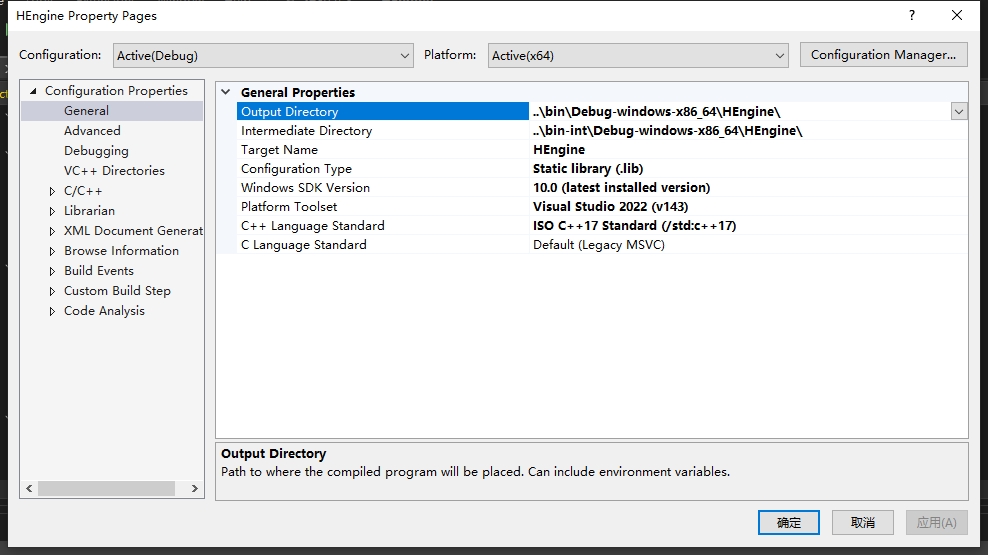 HEngine Property Pages
?
Configuration: Active(Debug) Platform: Active(x64) Configuration Manager...
Configuration Properties
General
Advanced
Debugging
VC++ Directories
C/C++
Librarian
XML Document Generat
Browse Information
Build Events
Custom Build Step
Code Analysis
General Properties
Output Directory ..\bin\Debug-windows-x86_64\HEngine\
Intermediate Directory ..\bin-int\Debug-windows-x86_64\HEngine\
Target Name HEngine
Configuration Type Static library (.lib)
Windows SDK Version 10.0 (latest installed version)
Platform Toolset Visual Studio 2022 (v143)
C++ Language Standard ISO C++17 Standard (/std:c++17)
C Language Standard Default (Legacy MSVC)
Output Directory
Path to where the compiled program will be placed. Can include environment variables.
确定 取消 应用(A)